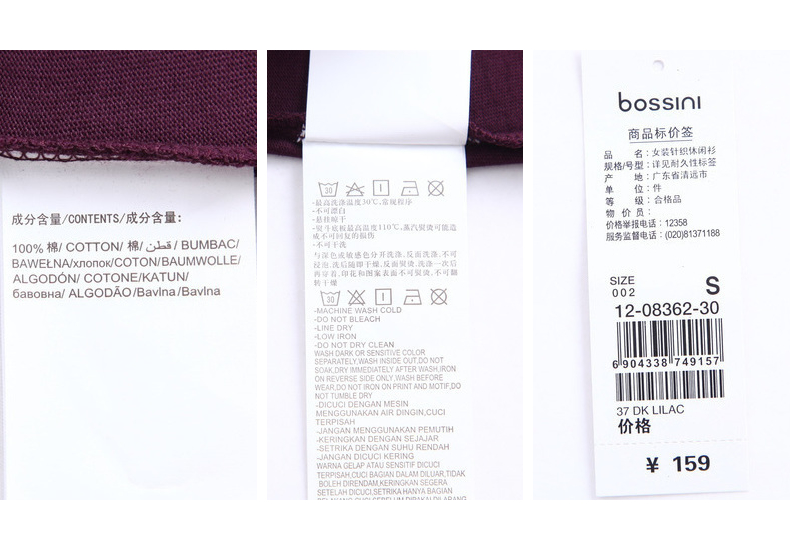 成分含量/CONTENTS/成分含量:
100% 棉/ COTTON/ 棉/ قطن / BUMBAC/
BAWEŁNA/хлопок/COTON/BAUMWOLLE/
ALGODÓN/ COTONE/KATUN/
бавовна/ ALGODÃO/Bavlna/Bavlna
30
-最高洗涤温度30℃,常规程序
-不可漂白
-悬挂晾干
-熨斗底板最高温度110℃,蒸汽熨烫可能造
成不可回复的损伤
-不可干洗
与深色或敏感色分开洗涤,反面洗涤,不可
浸泡,洗后随即干燥,反面熨烫,洗涤一次后
再穿着,印花和图案表面不可熨烫,不可翻
转干燥
30
-MACHINE WASH COLD
-DO NOT BLEACH
-LINE DRY
-LOW IRON
-DO NOT DRY CLEAN
WASH DARK OR SENSITIVE COLOR
SEPARATELY,WASH INSIDE OUT,DO NOT
SOAK,DRY IMMEDIATELY AFTER WASH,IRON
ON REVERSE SIDE ONLY,WASH BEFORE
WEAR,DO NOT IRON ON PRINT AND MOTIF,DO
NOT TUMBLE DRY
-DICUCI DENGAN MESIN
MENGGUNAKAN AIR DINGIN,CUCI
TERPISAH
-JANGAN MENGGUNAKAN PEMUTIH
-KERINGKAN DENGAN SEJAJAR
-SETRIKA DENGAN SUHU RENDAH
-JANGAN DICUCI KERING
WARNA GELAP ATAU SENSITIF DICUCI
TERPISAH,CUCI BAGIAN DALAM DILUAR,TIDAK
BOLEH DIRENDAM,KERINGKAN SEGERA
SETELAH DICUCI,SETRIKA HANYA BAGIAN
bossini
商品标价签
品 名:女装针织休闲衫
规格/号型:详见耐久性标签
产 地:广东省清远市
单 位:件
等 级:合格品
物 价 员:
价格举报电话:12358
服务监督电话:(020)81371188
SIZE
002 S
12-08362-30
6 904338 749157
37 DK LILAC
价格
¥ 159